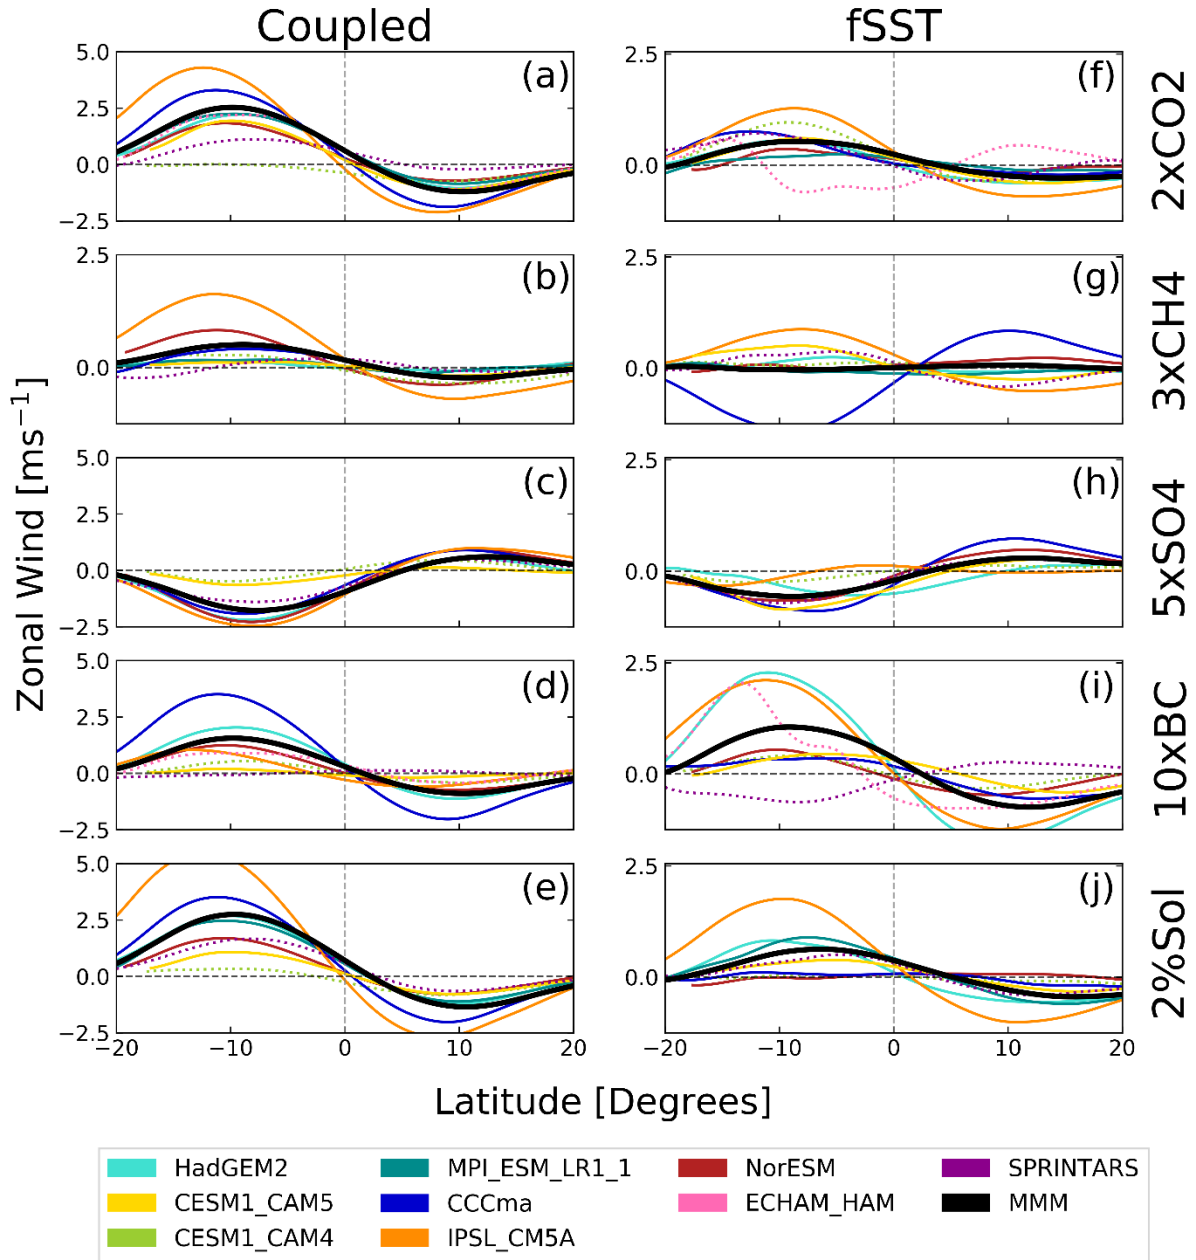 Coupled
fSST
5.0
2.5
0.0
−2.5
(a)
2.5
0.0
(f)
2xCO2
2.5
0.0
(b)
2.5
0.0
(g)
3xCH4
Zonal Wind [ms⁻¹]
5.0
2.5
0.0
−2.5
(c)
2.5
0.0
(h)
5xSO4
5.0
2.5
0.0
−2.5
(d)
2.5
0.0
(i)
10xBC
5.0
2.5
0.0
−2.5
(e)
2.5
0.0
(j)
2%Sol
−20 −10 0 10 20
−20 −10 0 10 20
Latitude [Degrees]
HadGEM2 MPI_ESM_LR1_1 NorESM SPRINTARS
CESM1_CAM5 CCCma ECHAM_HAM MMM
CESM1_CAM4 IPSL_CM5A